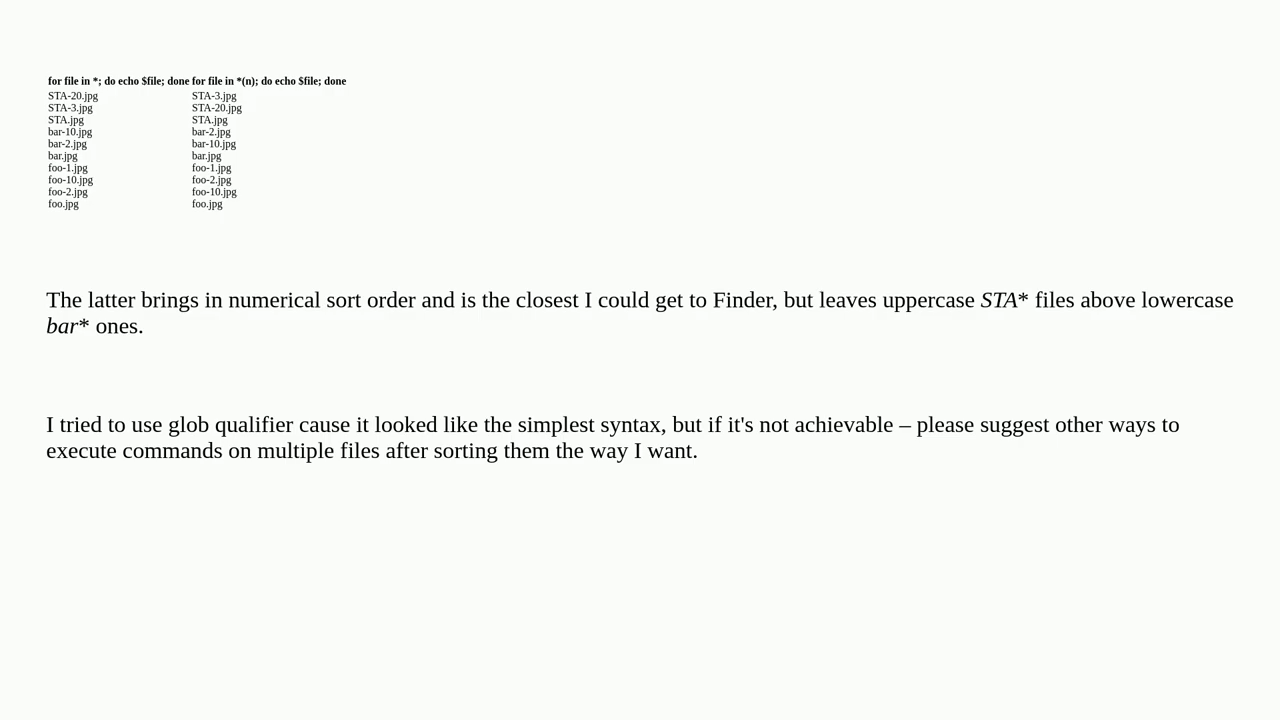 for file in *; do echo $file; done for file in *(n); do echo $file; done
STA-20.jpg STA-3.jpg
STA-3.jpg STA-20.jpg
STA.jpg STA.jpg
bar-10.jpg bar-2.jpg
bar-2.jpg bar-10.jpg
bar.jpg bar.jpg
foo-1.jpg foo-1.jpg
foo-10.jpg foo-2.jpg
foo-2.jpg foo-10.jpg
foo.jpg foo.jpg
The latter brings in numerical sort order and is the closest I could get to Finder, but leaves uppercase STA* files above lowercase
bar* ones.
I tried to use glob qualifier cause it looked like the simplest syntax, but if it's not achievable – please suggest other ways to
execute commands on multiple files after sorting them the way I want.